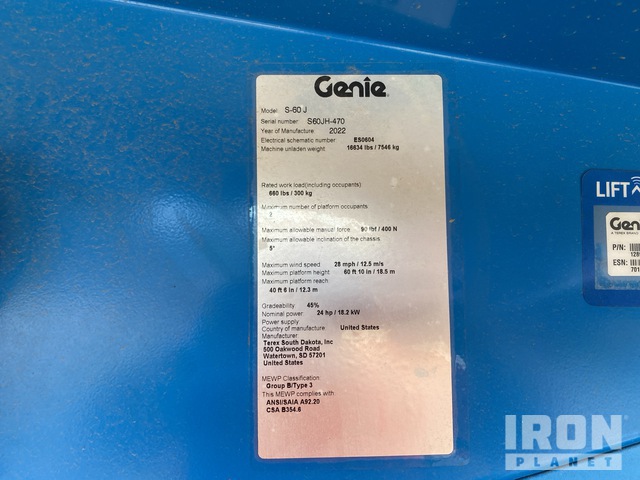 Genie
Model: S-60 J
Serial number: S60JH-470
Year of Manufacture 2022
Electrical schematic number ES0604
Machine unladen weight 16634 lbs / 7546 kg
Rated work load(including occupants)
660 lbs / 300 kg
Maximum number of platform occupants
2
Maximum allowable manual force 90 lbf / 400 N
Maximum allowable inclination of the chassis
5°
Maximum wind speed 28 mph / 12.5 m/s
Maximum platform height 60 ft 10 in / 18.5 m
Maximum platform reach
40 ft 6 in / 12.3 m
Gradeability 45%
Nominal power 24 hp / 18.2 kW
Power supply
Country of manufacture United States
Manufacturer
Terex South Dakota, Inc
500 Oakwood Road
Watertown, SD 57201
United States
MEWP Classification
Group B/Type 3
This MEWP complies with:
ANSI/SAIA A92.20
CSA B354.6
LIFT
Gen
A TEREX BRAND
P/N:
128
ESN:
701
IRON
PLANET